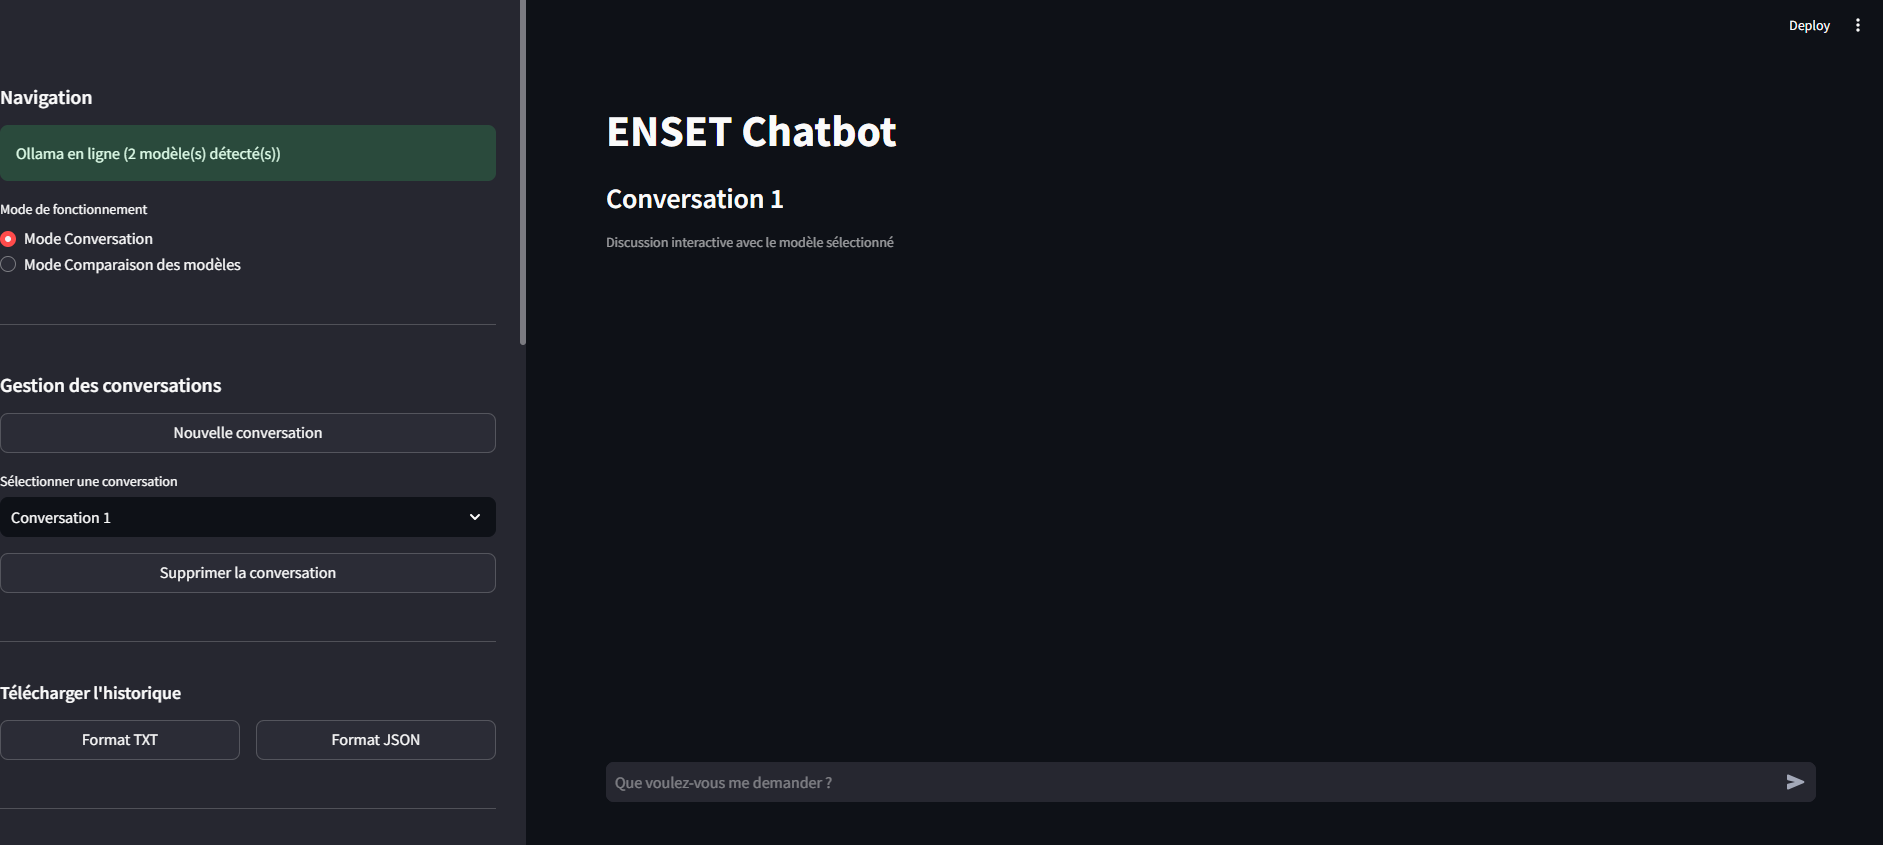 Deploy
Navigation
Ollama en ligne (2 modèle(s) détecté(s))
Mode de fonctionnement
Mode Conversation
Mode Comparaison des modèles
Gestion des conversations
Nouvelle conversation
Sélectionner une conversation
Conversation 1
Supprimer la conversation
Télécharger l'historique
Format TXT
Format JSON
ENSET Chatbot
Conversation 1
Discussion interactive avec le modèle sélectionné
Que voulez-vous me demander ?